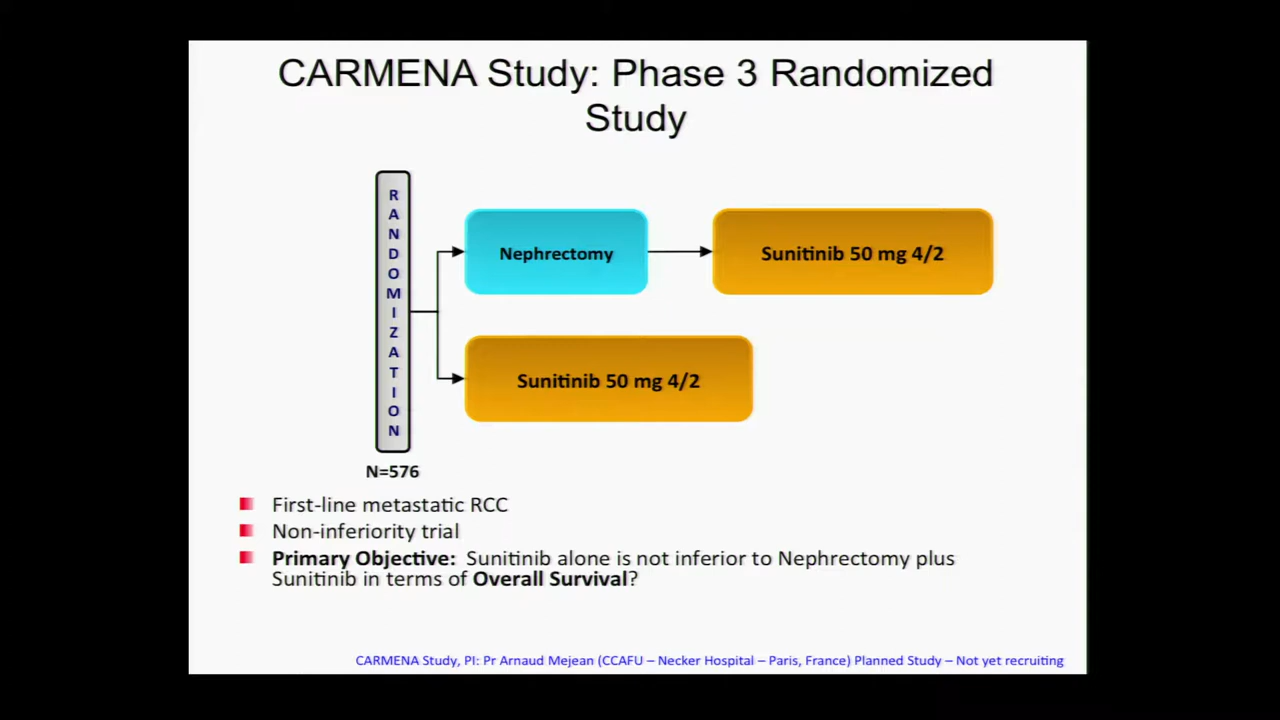 CARMENA Study: Phase 3 Randomized
Study
RANDOMIZATION
Nephrectomy
Sunitinib 50 mg 4/2
Sunitinib 50 mg 4/2
N=576
First-line metastatic RCC
Non-inferiority trial
Primary Objective: Sunitinib alone is not inferior to Nephrectomy plus
Sunitinib in terms of Overall Survival?
CARMENA Study, PI: Pr Arnaud Mejean (CCAFU – Necker Hospital – Paris, France) Planned Study – Not yet recruiting